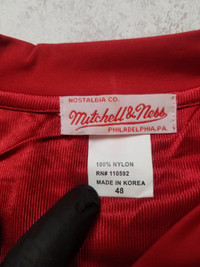 NOSTALGIA CO.
Mitchell & Ness
PHILADELPHIA, PA.
100% NYLON
RN# 110592
MADE IN KOREA
48